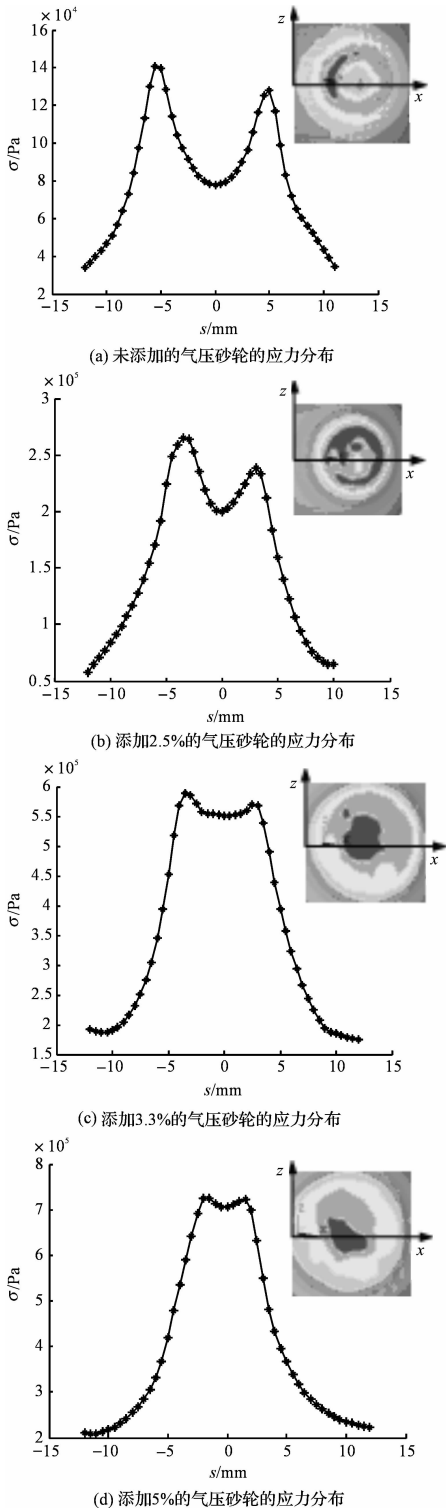 ×10⁴
16
14
12
10
8
6
4
2
σ/Pa
−15 −10 −5 0 5 10 15
s/mm
z
x
(a) 未添加的气压砂轮的应力分布
×10⁵
3
2.5
2
1.5
1
0.5
σ/Pa
−15 −10 −5 0 5 10 15
s/mm
z
x
(b) 添加2.5%的气压砂轮的应力分布
×10⁵
6
5.5
5
4.5
4
3.5
3
2.5
2
1.5
σ/Pa
−15 −10 −5 0 5 10 15
s/mm
z
x
(c) 添加3.3%的气压砂轮的应力分布
×10⁵
8
7
6
5
4
3
2
σ/Pa
−15 −10 −5 0 5 10 15
s/mm
z
x
(d) 添加5%的气压砂轮的应力分布